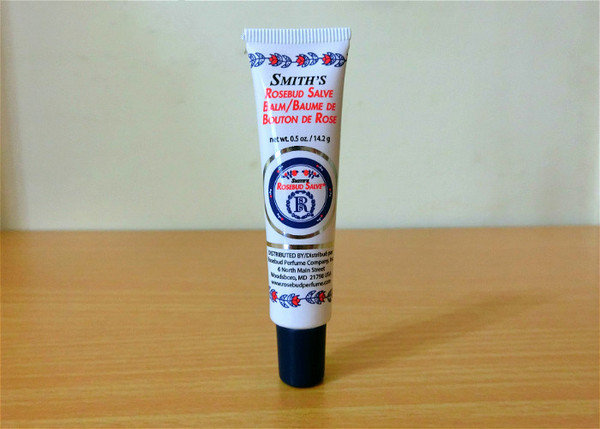 SMITH'S
ROSEBUD SALVE
BALM/BAUME DE
BOUTON DE ROSE
net wt. 0.5 oz. / 14.2 g
SMITH'S
ROSEBUD SALVE
R
DISTRIBUTED BY/Distribué par
Rosebud Perfume Company, Inc.
6 North Main Street
Woodsboro, MD 21798 USA
www.rosebudperfume.com